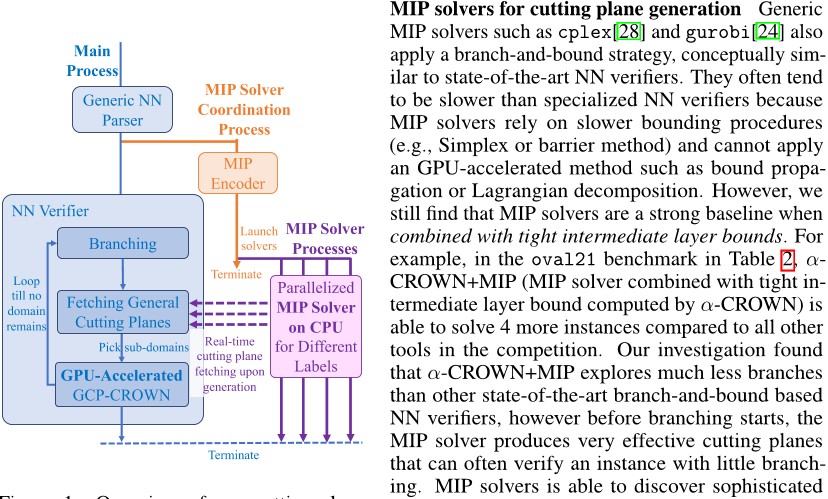 Main
Process
Generic NN
Parser
MIP Solver
Coordination
Process
MIP
Encoder
NN Verifier
Branching
Launch
solvers
Terminate
MIP Solver
Processes
Loop
till no
domain
remains
Fetching General
Cutting Planes
Pick sub-domains
GPU-Accelerated
GCP-CROWN
Real-time
cutting plane
fetching upon
generation
Parallelized
MIP Solver
on CPU
for Different
Labels
Terminate
MIP solvers for cutting plane generation Generic
MIP solvers such as cplex[28] and gurobi[24] also
apply a branch-and-bound strategy, conceptually sim-
ilar to state-of-the-art NN verifiers. They often tend
to be slower than specialized NN verifiers because
MIP solvers rely on slower bounding procedures
(e.g., Simplex or barrier method) and cannot apply
an GPU-accelerated method such as bound propa-
gation or Lagrangian decomposition. However, we
still find that MIP solvers are a strong baseline when
combined with tight intermediate layer bounds. For
example, in the oval21 benchmark in Table 2, α-
CROWN+MIP (MIP solver combined with tight in-
termediate layer bound computed by α-CROWN) is
able to solve 4 more instances compared to all other
tools in the competition. Our investigation found
that α-CROWN+MIP explores much less branches
than other state-of-the-art branch-and-bound based
NN verifiers, however before branching starts, the
MIP solver produces very effective cutting planes
that can often verify an instance with little branch-
ing. MIP solvers is able to discover sophisticated